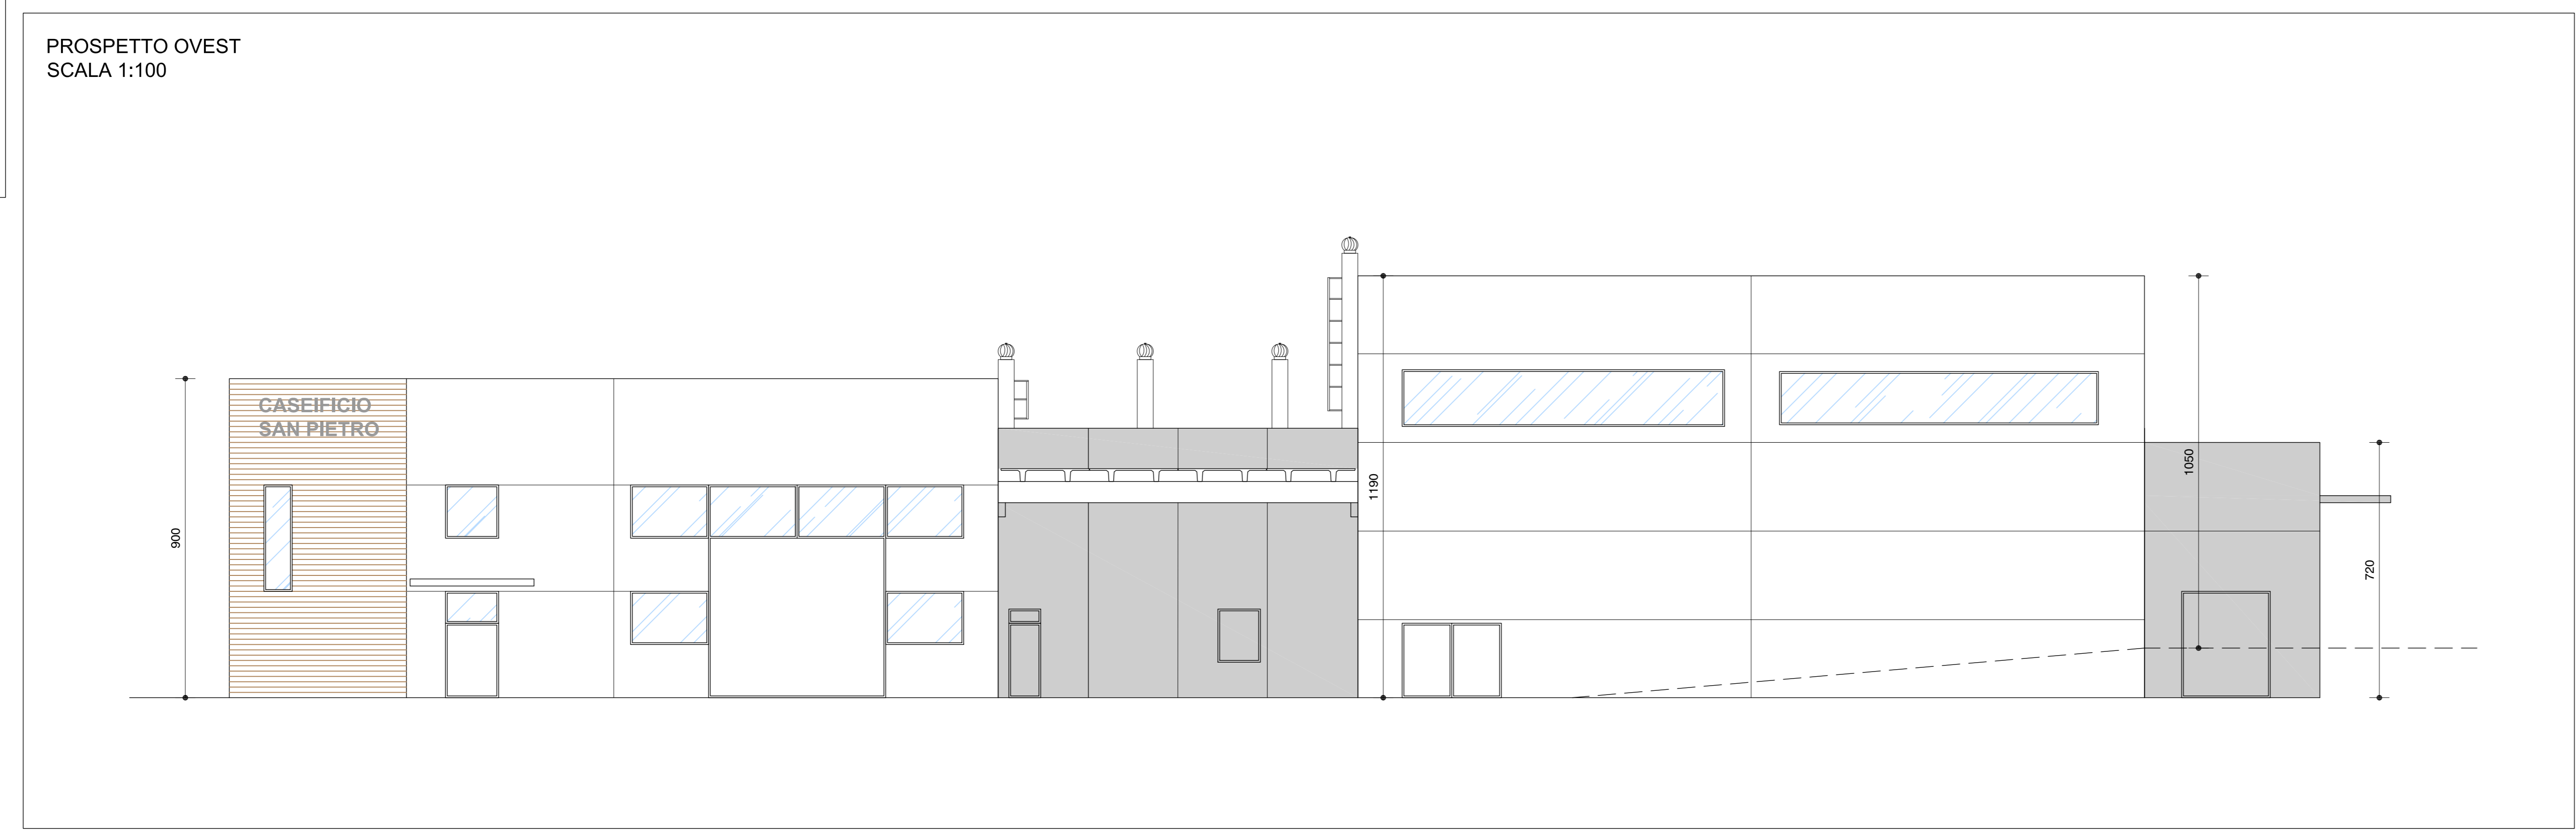 PROSPETTO OVEST
SCALA 1:100
CASEIFICIO
SAN PIETRO
900
1190
1050
720